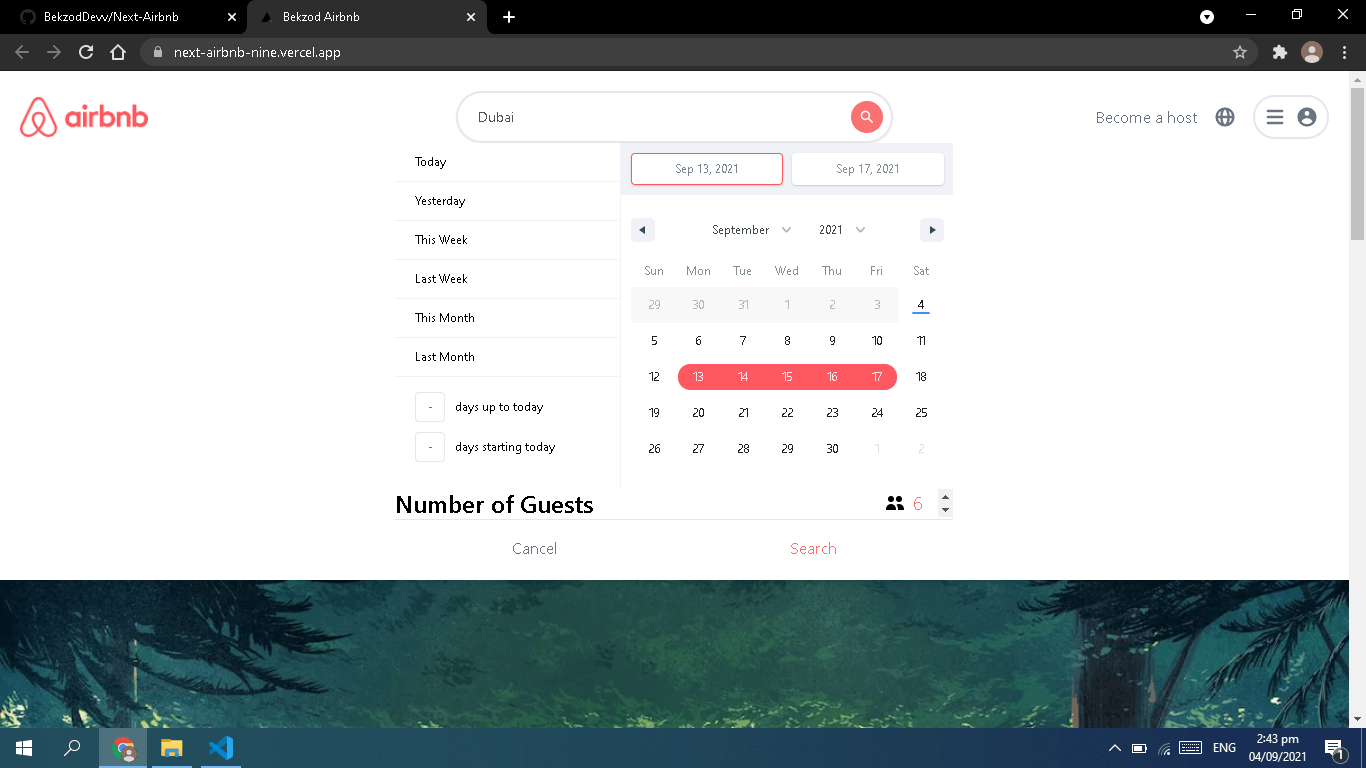 BekzodDevv/Next-Airbnb
Bekzod Airbnb
next-airbnb-nine.vercel.app
airbnb
Dubai
Become a host
Today
Yesterday
This Week
Last Week
This Month
Last Month
- days up to today
- days starting today
Sep 13, 2021 Sep 17, 2021
September 2021
Sun Mon Tue Wed Thu Fri Sat
29 30 31 1 2 3 4
5 6 7 8 9 10 11
12 13 14 15 16 17 18
19 20 21 22 23 24 25
26 27 28 29 30 1 2
Number of Guests 6
Cancel Search
ENG
2:43 pm
04/09/2021
1